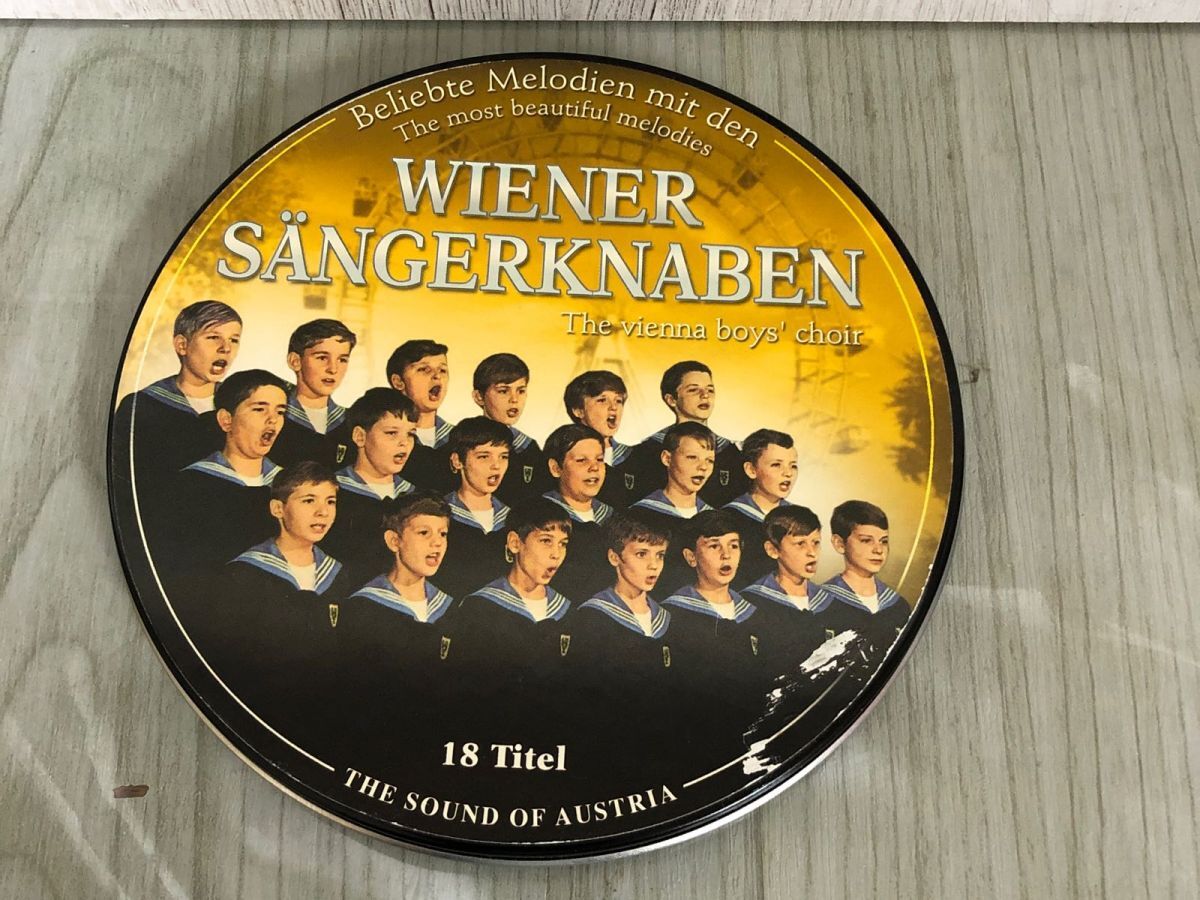 Beliebte Melodien mit den
The most beautiful melodies
WIENER
SÄNGERKNABEN
The vienna boys' choir
18 Titel
THE SOUND OF AUSTRIA